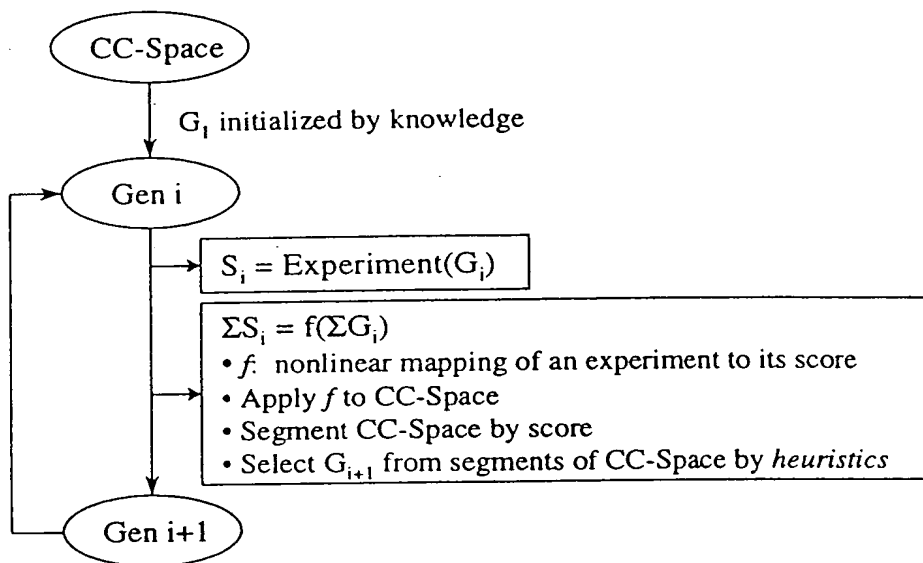 CC-Space
G₁ initialized by knowledge
Gen i
Sᵢ = Experiment(Gᵢ)
ΣSᵢ = f(ΣGᵢ)
• f: nonlinear mapping of an experiment to its score
• Apply f to CC-Space
• Segment CC-Space by score
• Select Gᵢ₊₁ from segments of CC-Space by heuristics
Gen i+1